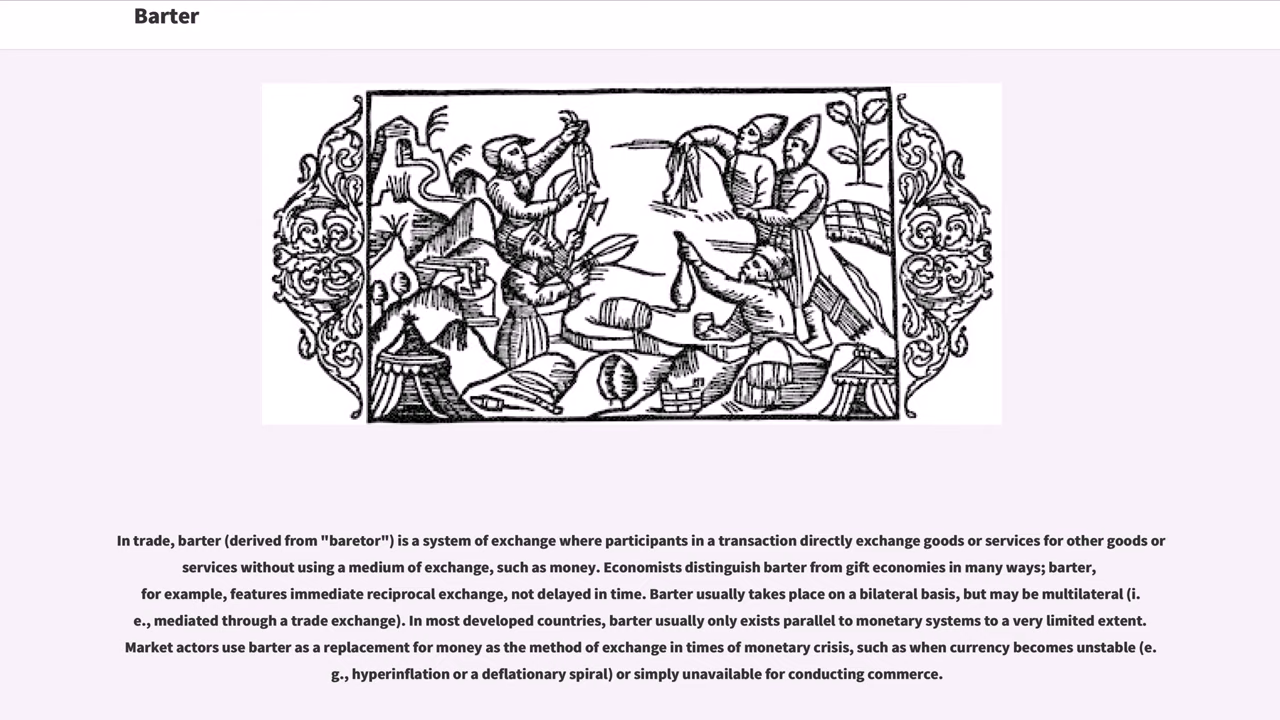 Barter
In trade, barter (derived from "baretor") is a system of exchange where participants in a transaction directly exchange goods or services for other goods or
services without using a medium of exchange, such as money. Economists distinguish barter from gift economies in many ways; barter,
for example, features immediate reciprocal exchange, not delayed in time. Barter usually takes place on a bilateral basis, but may be multilateral (i.
e., mediated through a trade exchange). In most developed countries, barter usually only exists parallel to monetary systems to a very limited extent.
Market actors use barter as a replacement for money as the method of exchange in times of monetary crisis, such as when currency becomes unstable (e.
g., hyperinflation or a deflationary spiral) or simply unavailable for conducting commerce.